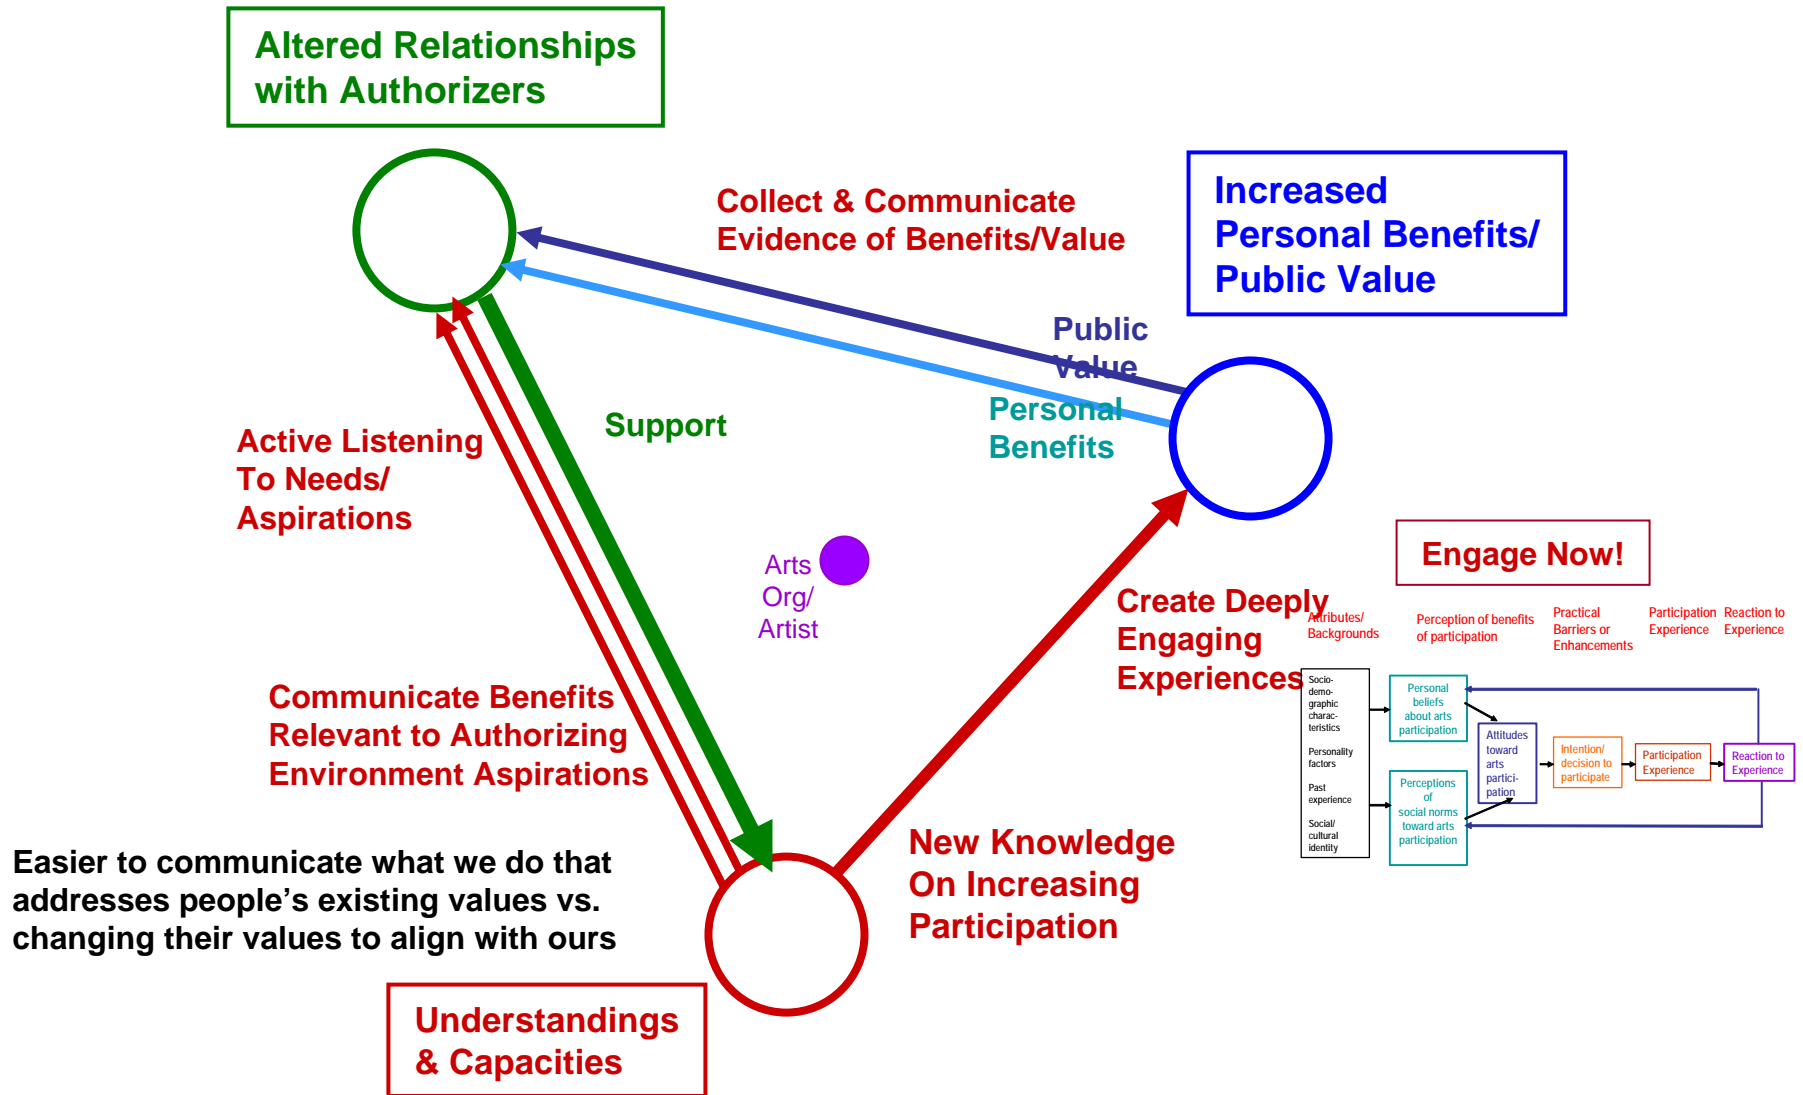 Altered Relationships
with Authorizers
Collect & Communicate
Evidence of Benefits/Value
Increased
Personal Benefits/
Public Value
Public
Value
Personal
Benefits
Support
Active Listening
To Needs/
Aspirations
Arts
Org/
Artist
Communicate Benefits
Relevant to Authorizing
Environment Aspirations
Easier to communicate what we do that
addresses people’s existing values vs.
changing their values to align with ours
Understandings
& Capacities
New Knowledge
On Increasing
Participation
Create Deeply
Engaging
Experiences
Engage Now!
Attributes/
Backgrounds
Perception of benefits
of participation
Practical
Barriers or
Enhancements
Participation
Experience
Reaction to
Experience
Socio-
demo-
graphic
charac-
teristics
Personality
factors
Past
experience
Social/
cultural
identity
Personal
beliefs
about arts
participation
Perceptions
of
social norms
toward arts
participation
Attitudes
toward
arts
partici-
pation
Intention/
decision to
participate
Participation
Experience
Reaction to
Experience